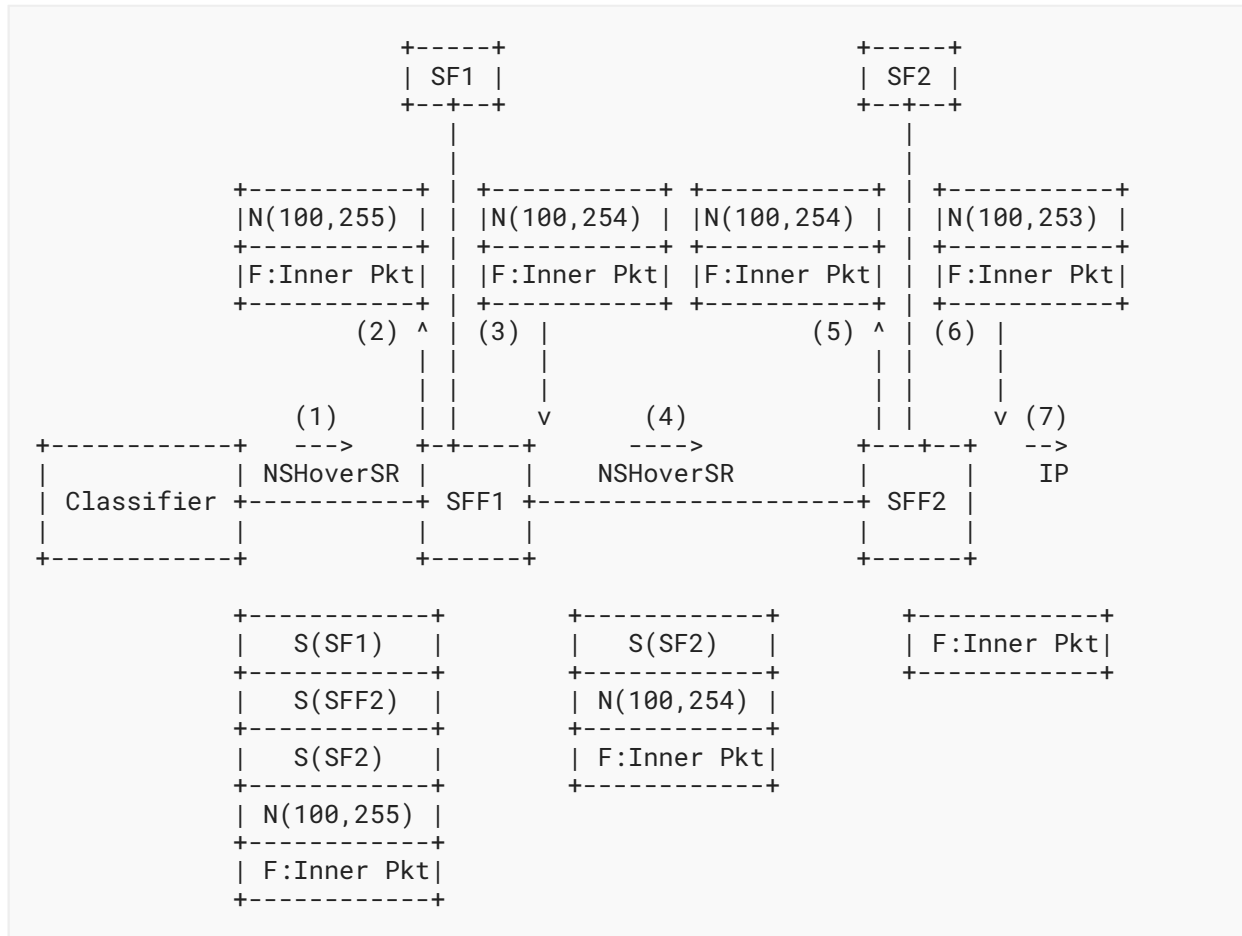 SF1 SF2
N(100,255) N(100,254) N(100,254) N(100,253)
F:Inner Pkt F:Inner Pkt F:Inner Pkt F:Inner Pkt
(2) ^ (3) (5) ^ (6)
(1) v (4) v (7)
---> ----> -->
NSHoverSR NSHoverSR IP
Classifier SFF1 SFF2
S(SF1) S(SF2) F:Inner Pkt
S(SFF2) N(100,254)
S(SF2) F:Inner Pkt
N(100,255)
F:Inner Pkt